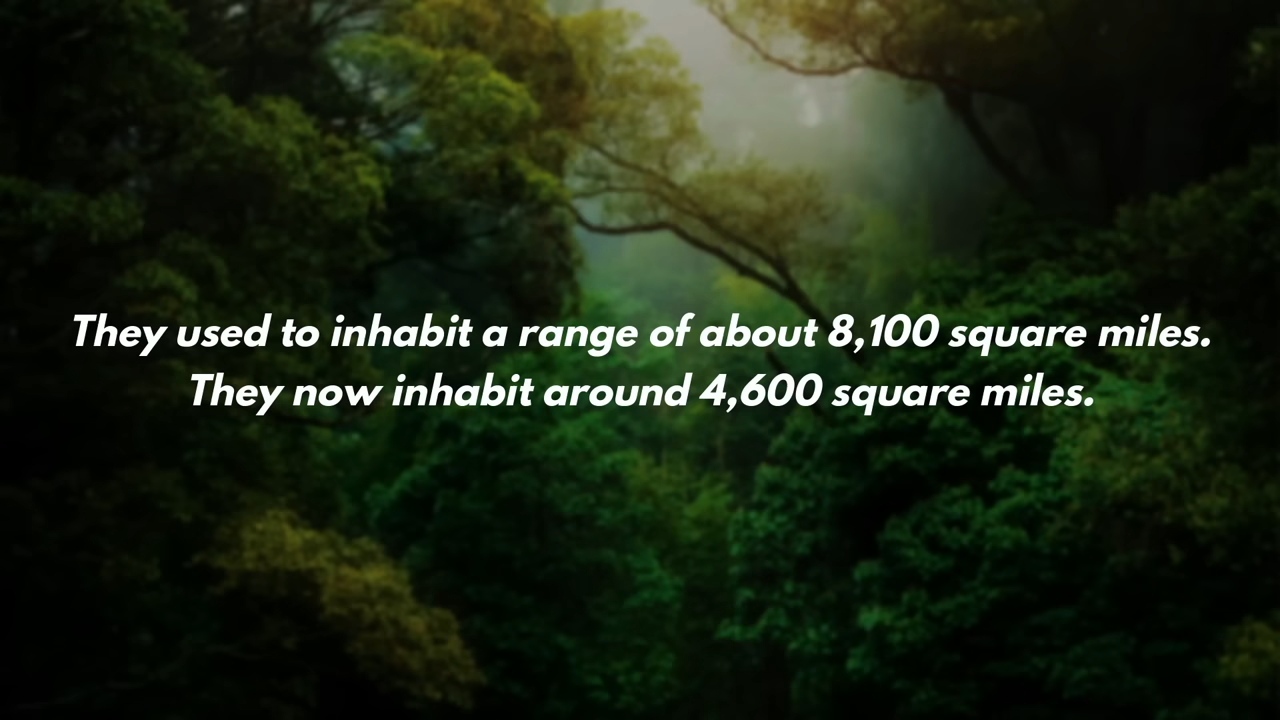 They used to inhabit a range of about 8,100 square miles.
They now inhabit around 4,600 square miles.